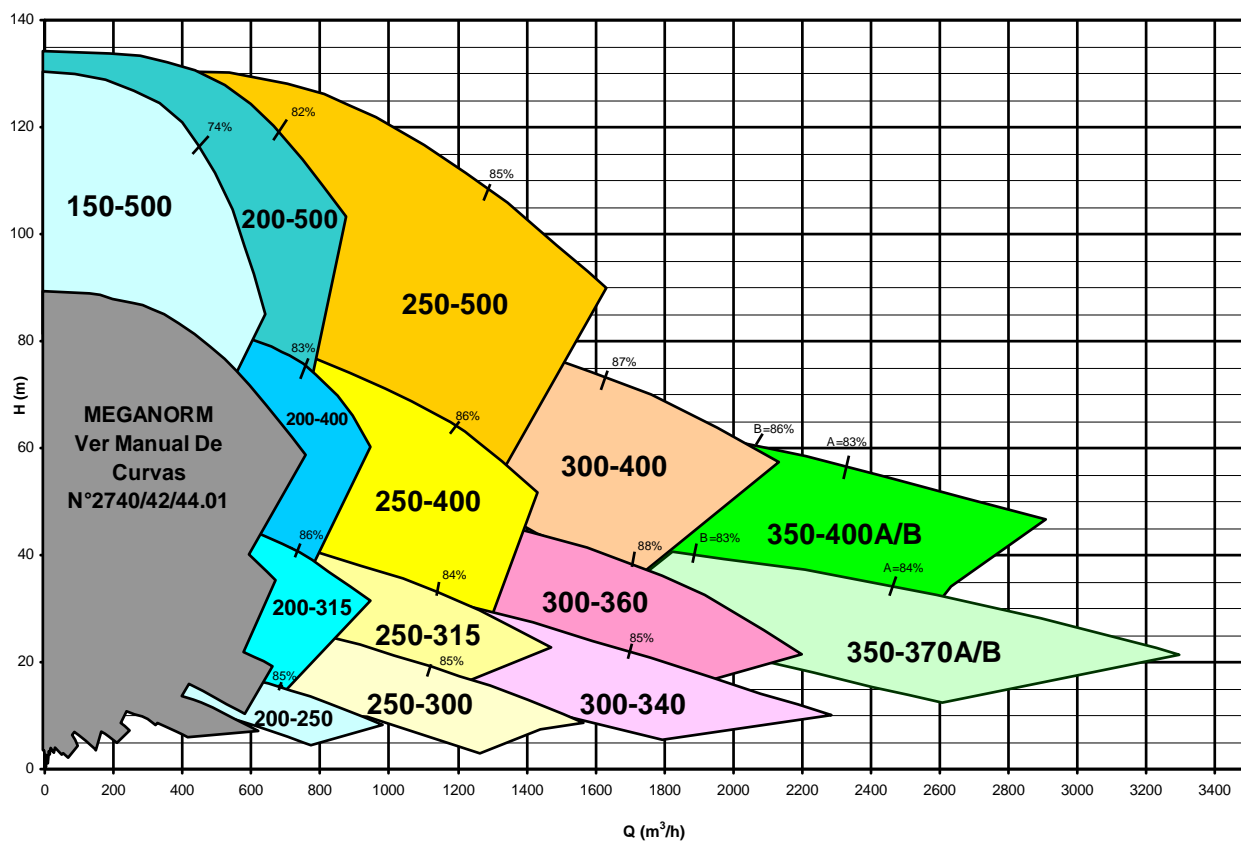 140
120
100
80
60
40
20
0
H (m)
74%
82%
85%
150-500
200-500
250-500
83%
86%
87%
B=86%
A=83%
MEGANORM
Ver Manual De
Curvas
N°2740/42/44.01
200-400
250-400
300-400
350-400A/B
86%
84%
88%
B=83%
A=84%
200-315
250-315
300-360
350-370A/B
85%
85%
85%
200-250
250-300
300-340
0 200 400 600 800 1000 1200 1400 1600 1800 2000 2200 2400 2600 2800 3000 3200 3400
Q (m³/h)